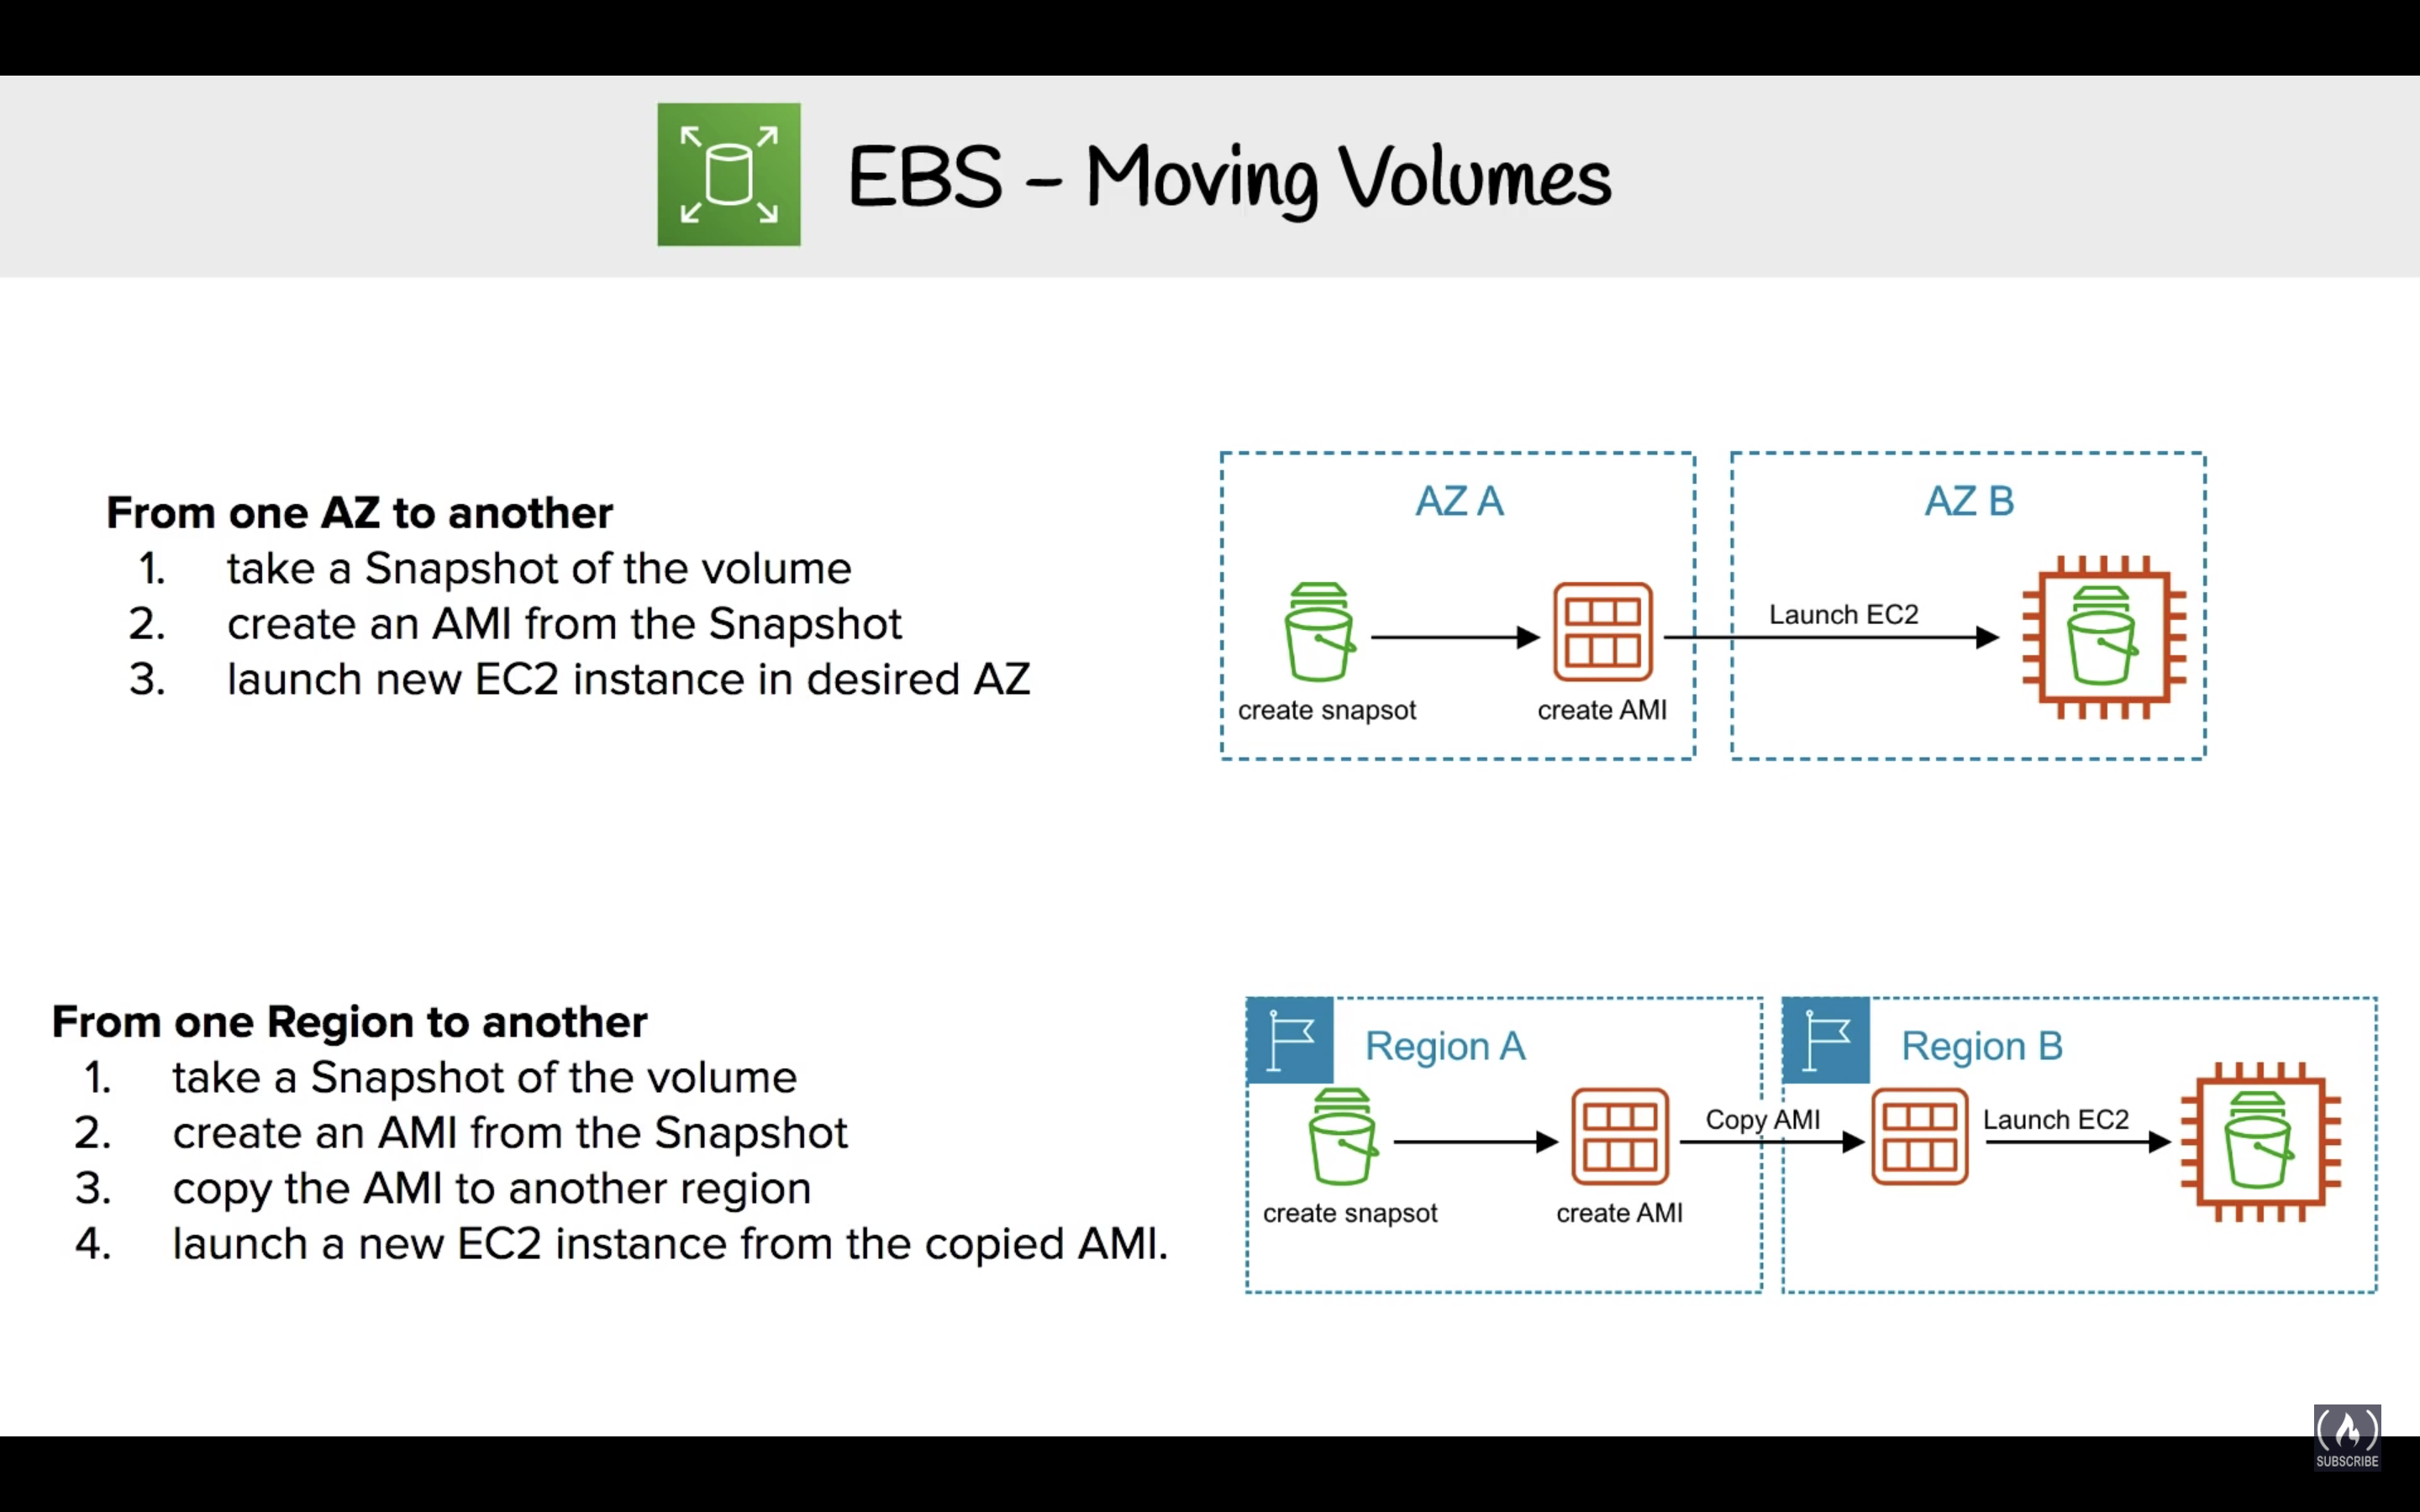 EBS – Moving Volumes
From one AZ to another
1. take a Snapshot of the volume
2. create an AMI from the Snapshot
3. launch new EC2 instance in desired AZ
AZ A
AZ B
Launch EC2
create snapsot
create AMI
From one Region to another
1. take a Snapshot of the volume
2. create an AMI from the Snapshot
3. copy the AMI to another region
4. launch a new EC2 instance from the copied AMI.
Region A
Region B
Copy AMI
Launch EC2
create snapsot
create AMI
SUBSCRIBE